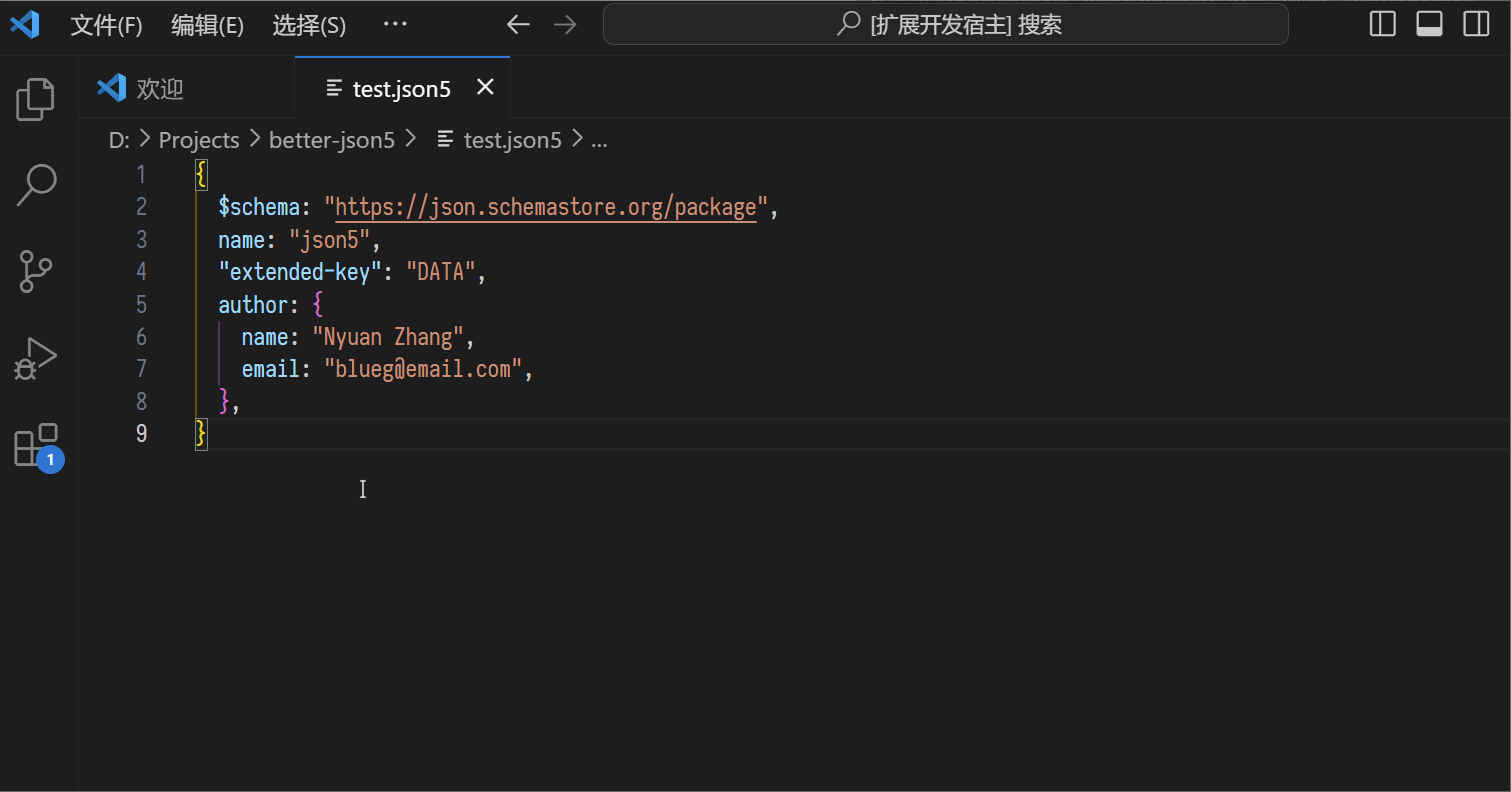 文件(F) 编辑(E) 选择(S) ··· [扩展开发宿主] 搜索
欢迎 test.json5
D: > Projects > better-json5 > test.json5 > ...
1 {
2 $schema: "https://json.schemastore.org/package",
3 name: "json5",
4 "extended-key": "DATA",
5 author: {
6 name: "Nyuan Zhang",
7 email: "blueg@email.com",
8 },
9 }
1